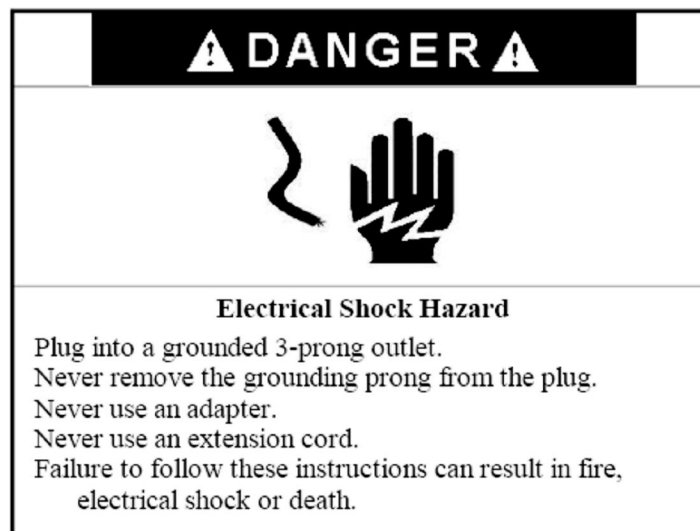 DANGER
Electrical Shock Hazard
Plug into a grounded 3-prong outlet.
Never remove the grounding prong from the plug.
Never use an adapter.
Never use an extension cord.
Failure to follow these instructions can result in fire,
electrical shock or death.